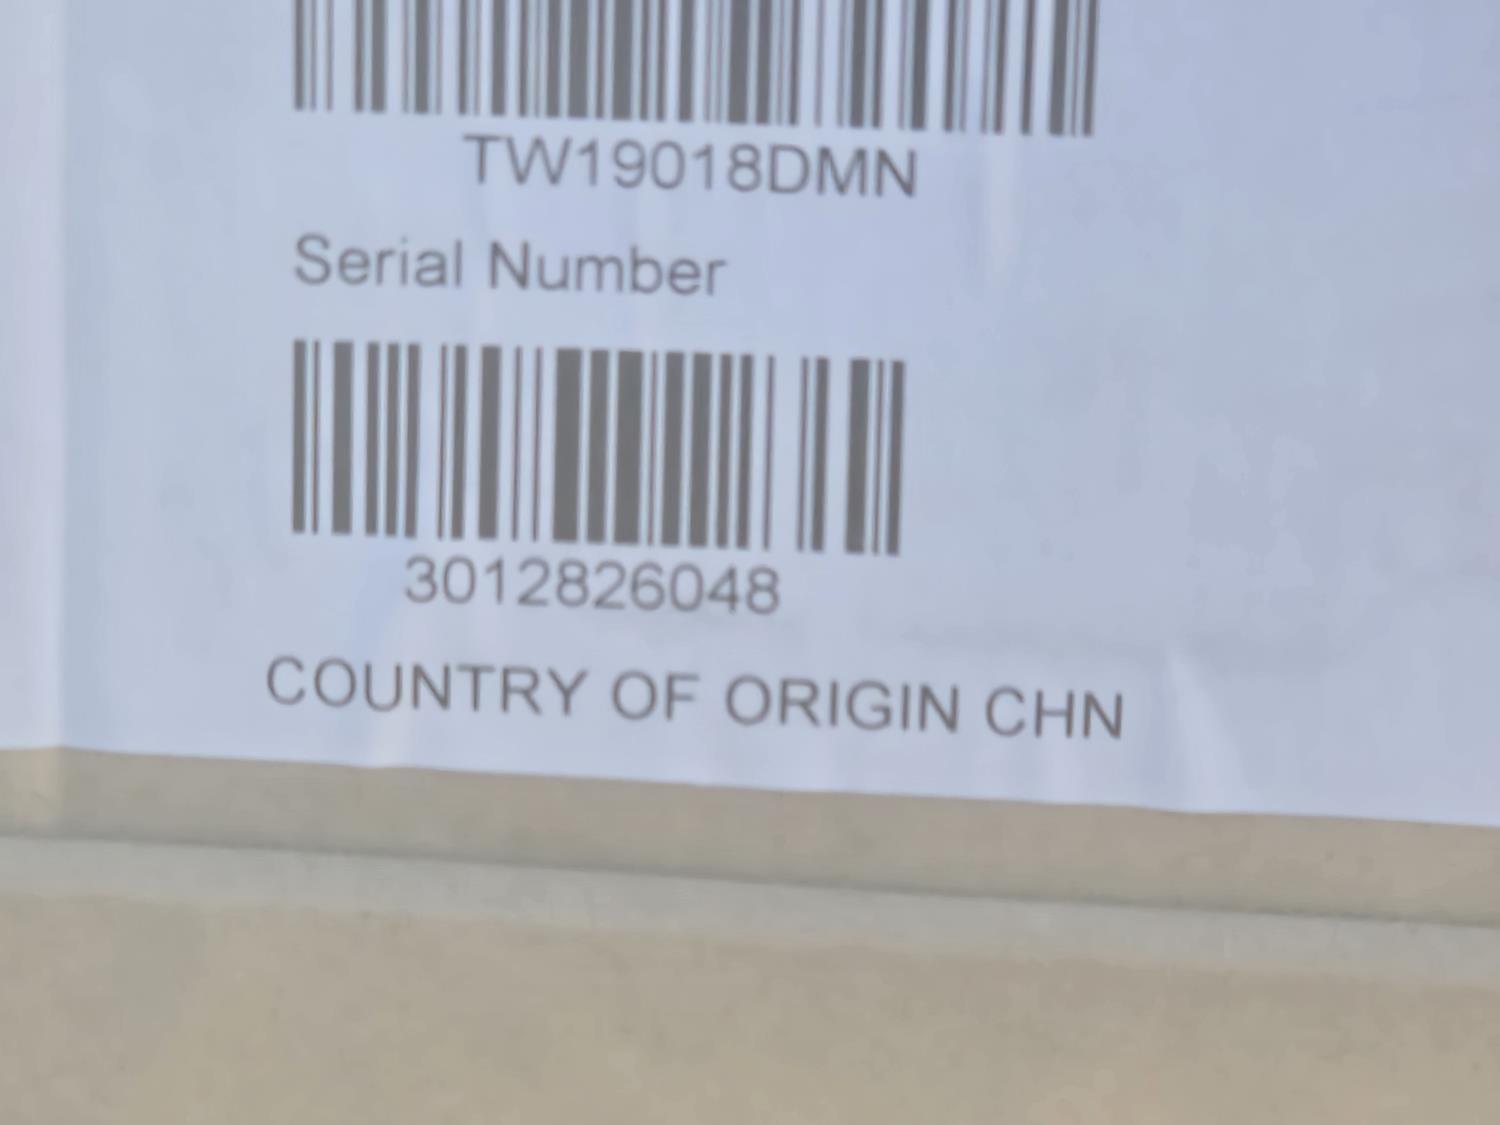 TW19018DMN
Serial Number
3012826048
COUNTRY OF ORIGIN CHN